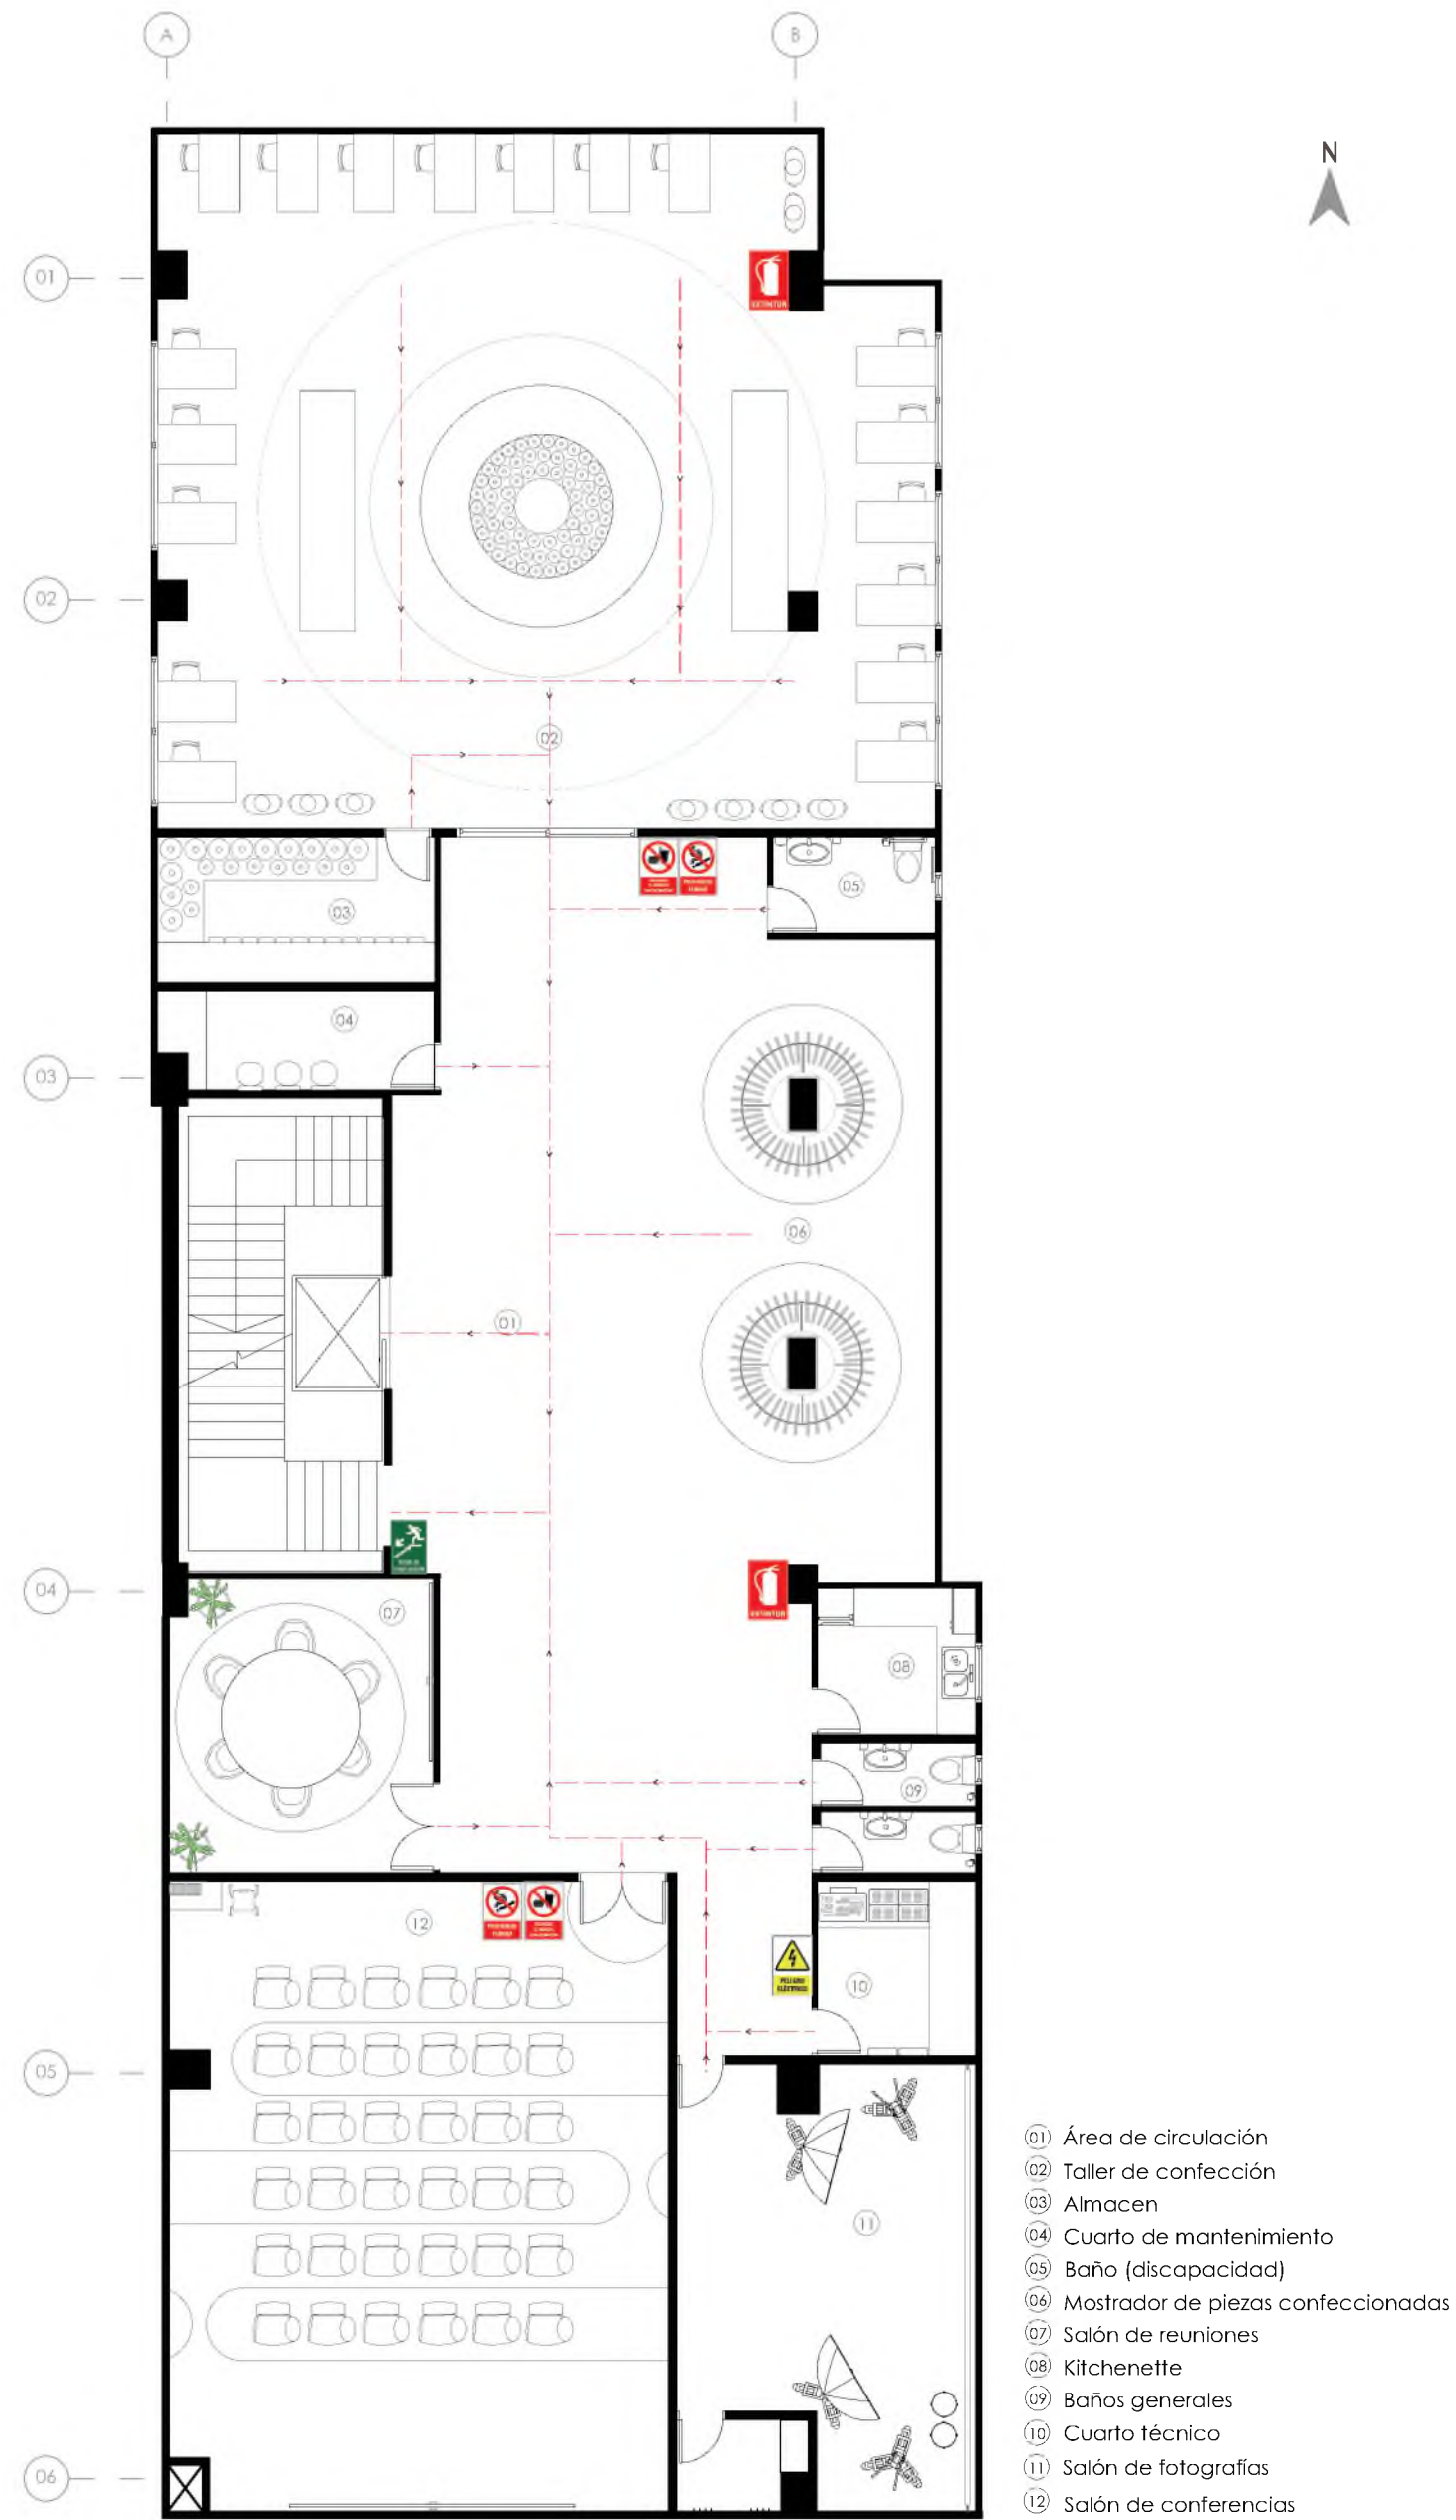 A
B
N
01
EXTINTOR
02
02
03
05
04
03
06
01
04
07
EXTINTOR
08
09
12
PELIGRO
ELÉCTRICO
10
05
11
06
01 Área de circulación
02 Taller de confección
03 Almacen
04 Cuarto de mantenimiento
05 Baño (discapacidad)
06 Mostrador de piezas confeccionadas
07 Salón de reuniones
08 Kitchenette
09 Baños generales
10 Cuarto técnico
11 Salón de fotografías
12 Salón de conferencias